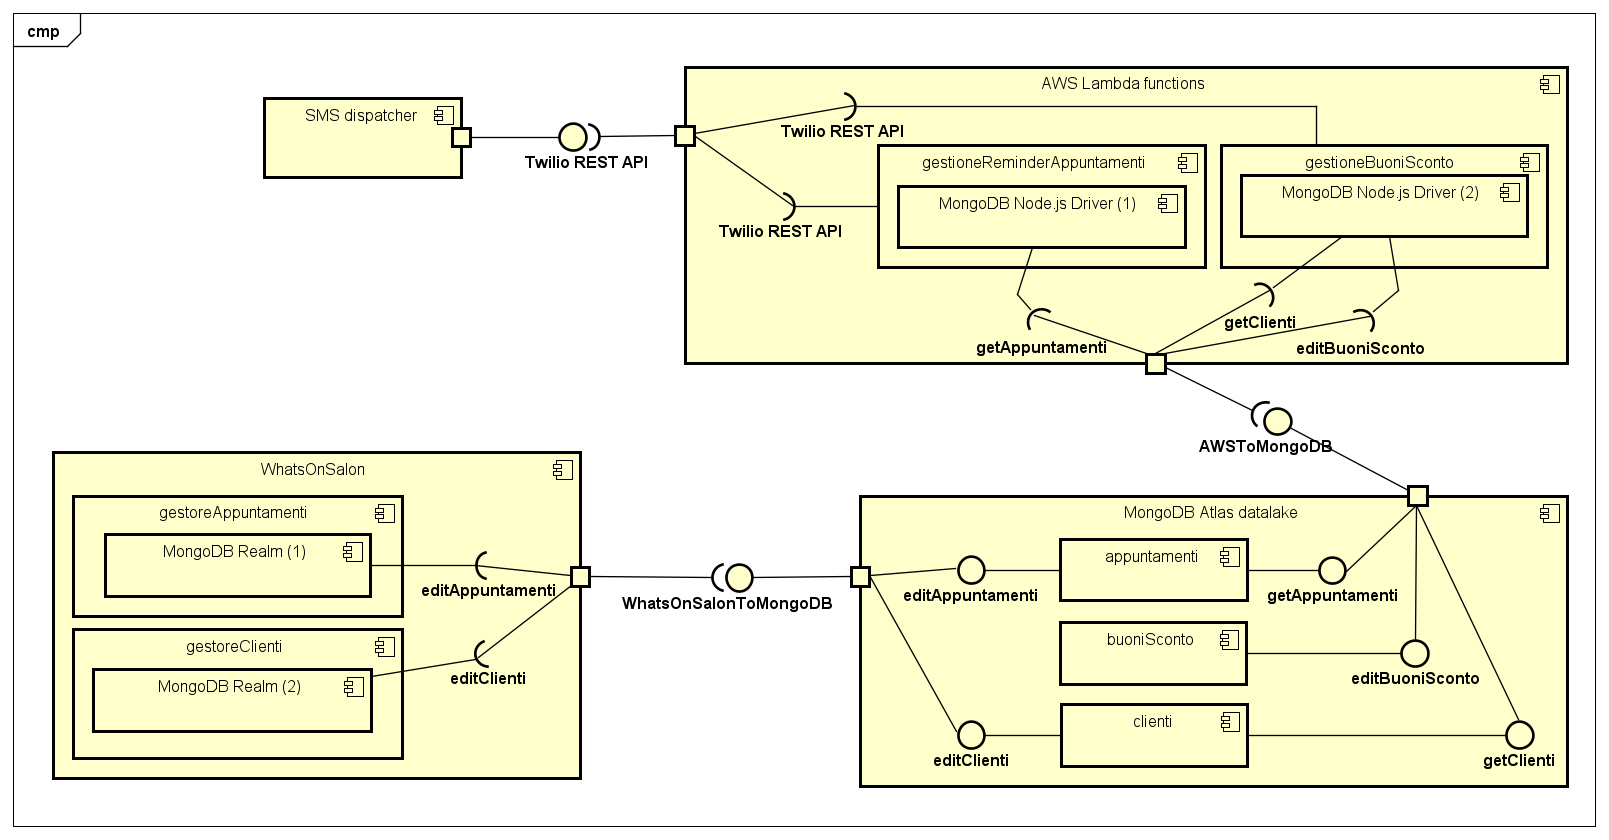 cmp
AWS Lambda functions
SMS dispatcher
Twilio REST API
Twilio REST API
gestioneReminderAppuntamenti
gestioneBuoniSconto
MongoDB Node.js Driver (1)
MongoDB Node.js Driver (2)
Twilio REST API
getClienti
getAppuntamenti
editBuoniSconto
AWSToMongoDB
WhatsOnSalon
gestoreAppuntamenti
MongoDB Realm (1)
editAppuntamenti
gestoreClienti
editClienti
MongoDB Realm (2)
WhatsOnSalonToMongoDB
MongoDB Atlas datalake
appuntamenti
editAppuntamenti
getAppuntamenti
buoniSconto
editBuoniSconto
clienti
editClienti
getClienti